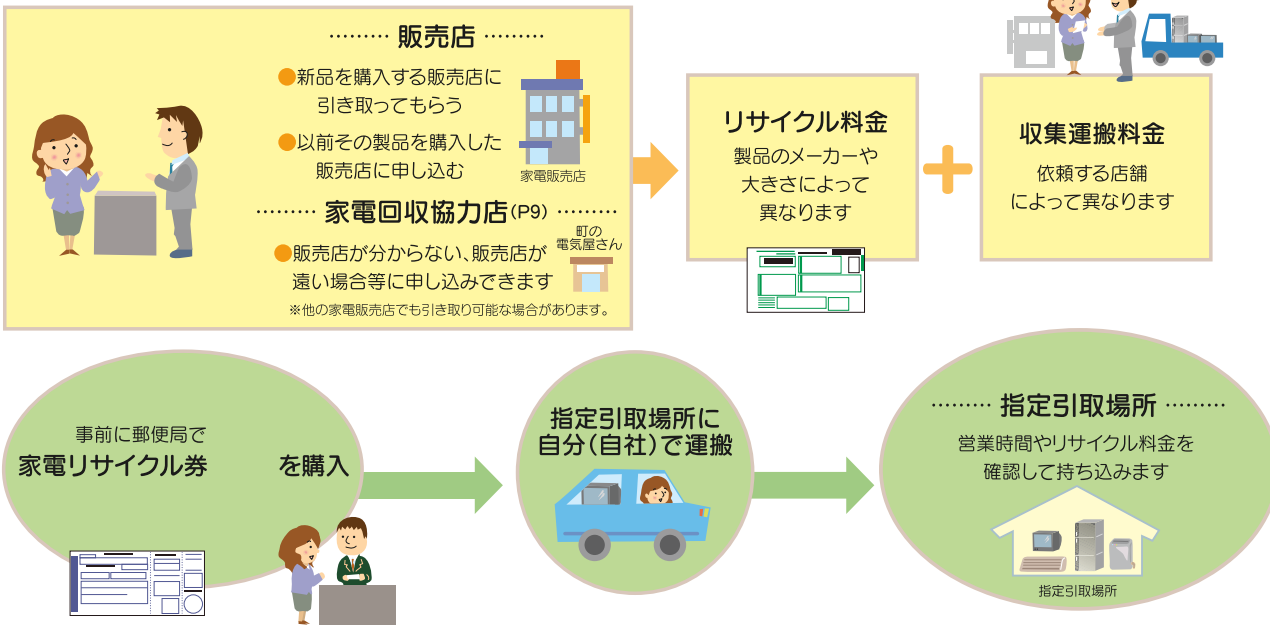 販売店
●新品を購入する販売店に
引き取ってもらう
●以前その製品を購入した
販売店に申し込む
家電販売店
家電回収協力店(P9)
●販売店が分からない、販売店が
遠い場合等に申し込みできます
町の
電気屋さん
※他の家電販売店でも引き取り可能な場合があります。
リサイクル料金
製品のメーカーや
大きさによって
異なります
+
収集運搬料金
依頼する店舗
によって異なります
事前に郵便局で
家電リサイクル券 を購入
指定引取場所に
自分(自社)で運搬
指定引取場所
営業時間やリサイクル料金を
確認して持ち込みます
指定引取場所